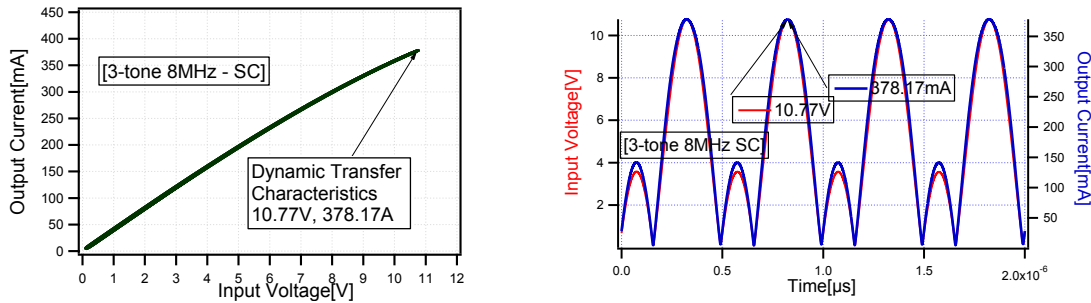 450
400
350
300
250
200
150
100
50
0
Output Current[mA]
[3-tone 8MHz - SC]
Dynamic Transfer
Characteristics
10.77V, 378.17A
0 1 2 3 4 5 6 7 8 9 10 11 12
Input Voltage[V]
10
8
6
4
2
Input Voltage[V]
378.17mA
10.77V
[3-tone 8MHz SC]
350
300
250
200
150
100
50
Output Current[mA]
0.0 0.5 1.0 1.5 2.0x10-6
Time[µs]